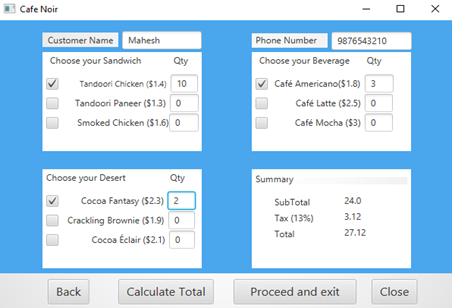 Cafe Noir
Customer Name Mahesh
Phone Number 9876543210
Choose your Sandwich Qty
Tandoori Chicken ($1.4) 10
Tandoori Paneer ($1.3) 0
Smoked Chicken ($1.6) 0
Choose your Beverage Qty
Café Americano($1.8) 3
Café Latte ($2.5) 0
Café Mocha ($3) 0
Choose your Desert Qty
Cocoa Fantasy ($2.3) 2
Crackling Brownie ($1.9) 0
Cocoa Éclair ($2.1) 0
Summary
SubTotal 24.0
Tax (13%) 3.12
Total 27.12
Back Calculate Total Proceed and exit Close